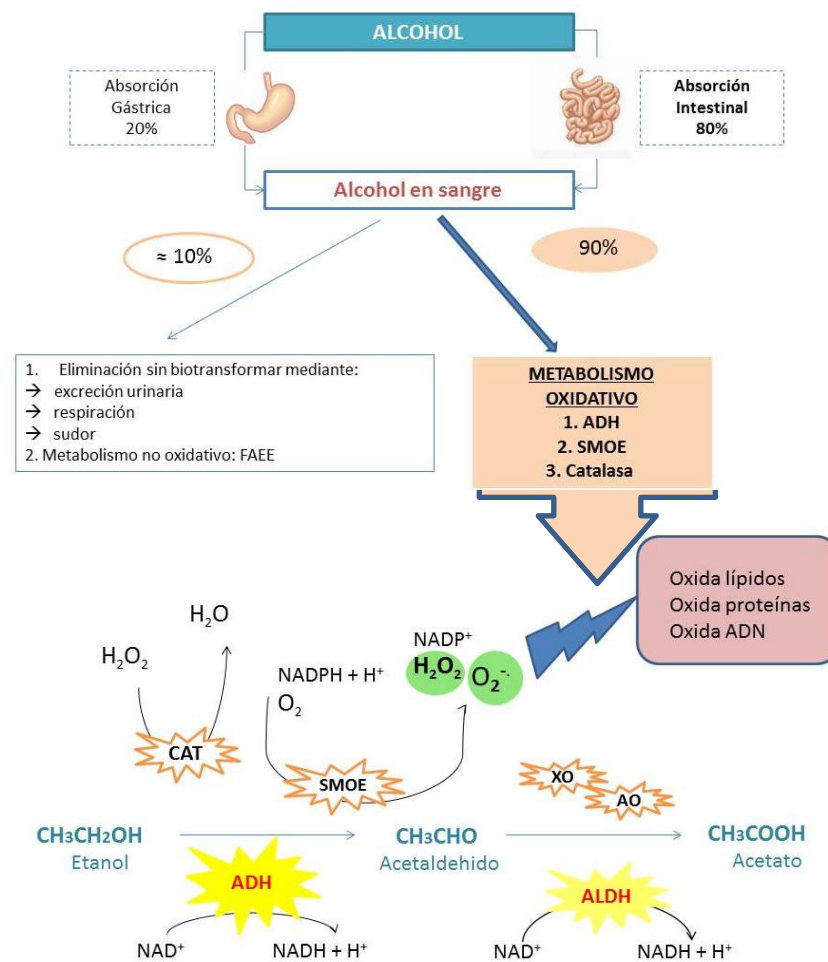 ALCOHOL
Absorción
Gástrica
20%
Absorción
Intestinal
80%
Alcohol en sangre
≈ 10%
90%
1. Eliminación sin biotransformar mediante:
→ excreción urinaria
→ respiración
→ sudor
2. Metabolismo no oxidativo: FAEE
METABOLISMO
OXIDATIVO
1. ADH
2. SMOE
3. Catalasa
Oxida lípidos
Oxida proteínas
Oxida ADN
H₂O₂
H₂O
CAT
NADPH + H⁺
O₂
SMOE
NADP⁺
H₂O₂
O₂⁻·
XO
AO
CH₃CH₂OH
Etanol
CH₃CHO
Acetaldehido
CH₃COOH
Acetato
ADH
NAD⁺
NADH + H⁺
ALDH
NAD⁺
NADH + H⁺